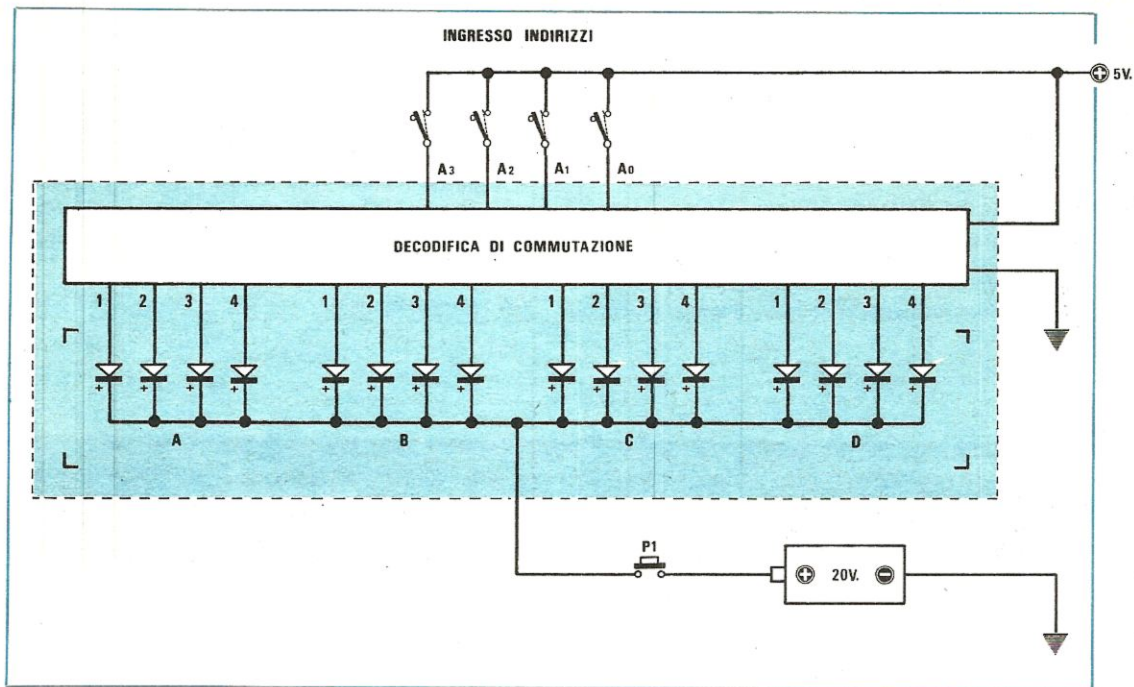 INGRESSO INDIRIZZI
5V.
A3 A2 A1 A0
DECODIFICA DI COMMUTAZIONE
1 2 3 4 1 2 3 4 1 2 3 4 1 2 3 4
+ + + + + + + + + + + + + + + +
A B C D
P1
+ 20V. -